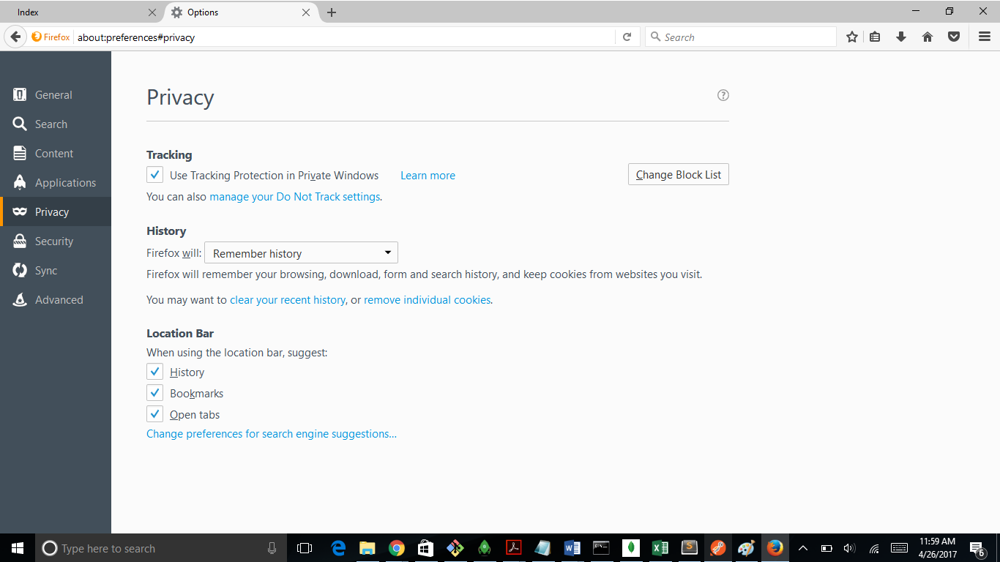 Index
Options
Firefox
about:preferences#privacy
Search
General
Search
Content
Applications
Privacy
Security
Sync
Advanced
Privacy
?
Tracking
Use Tracking Protection in Private Windows Learn more
Change Block List
You can also manage your Do Not Track settings.
History
Firefox will: Remember history
Firefox will remember your browsing, download, form and search history, and keep cookies from websites you visit.
You may want to clear your recent history, or remove individual cookies.
Location Bar
When using the location bar, suggest:
History
Bookmarks
Open tabs
Change preferences for search engine suggestions...
Type here to search
11:59 AM
4/26/2017
6